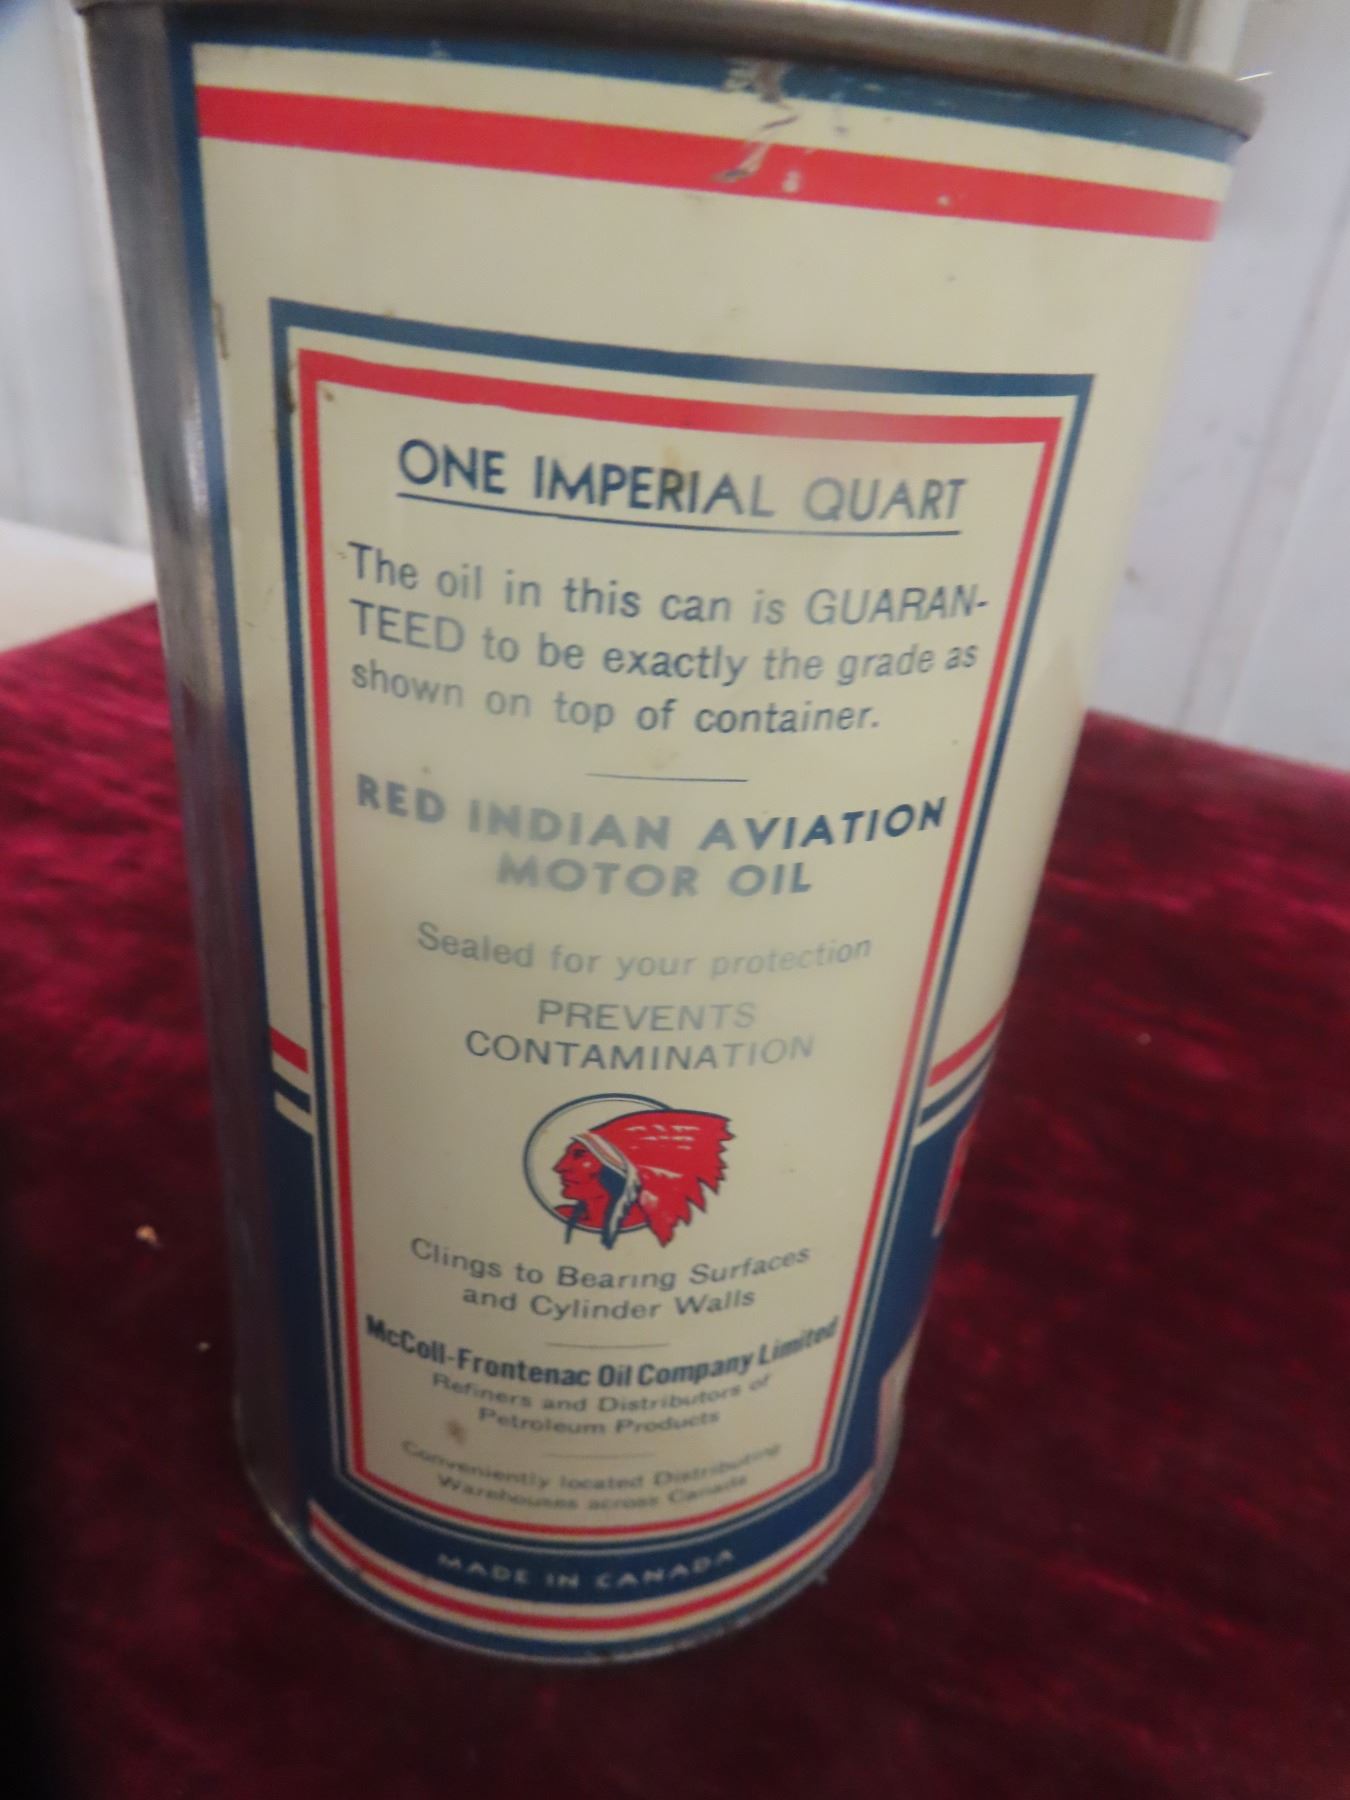 ONE IMPERIAL QUART
The oil in this can is GUARAN-
TEED to be exactly the grade as
shown on top of container.
RED INDIAN AVIATION
MOTOR OIL
Sealed for your protection
PREVENTS
CONTAMINATION
Clings to Bearing Surfaces
and Cylinder Walls
McColl-Frontenac Oil Company Limited
Refiners and Distributors of
Petroleum Products
Conveniently located Distributing
Warehouses across Canada
MADE IN CANADA